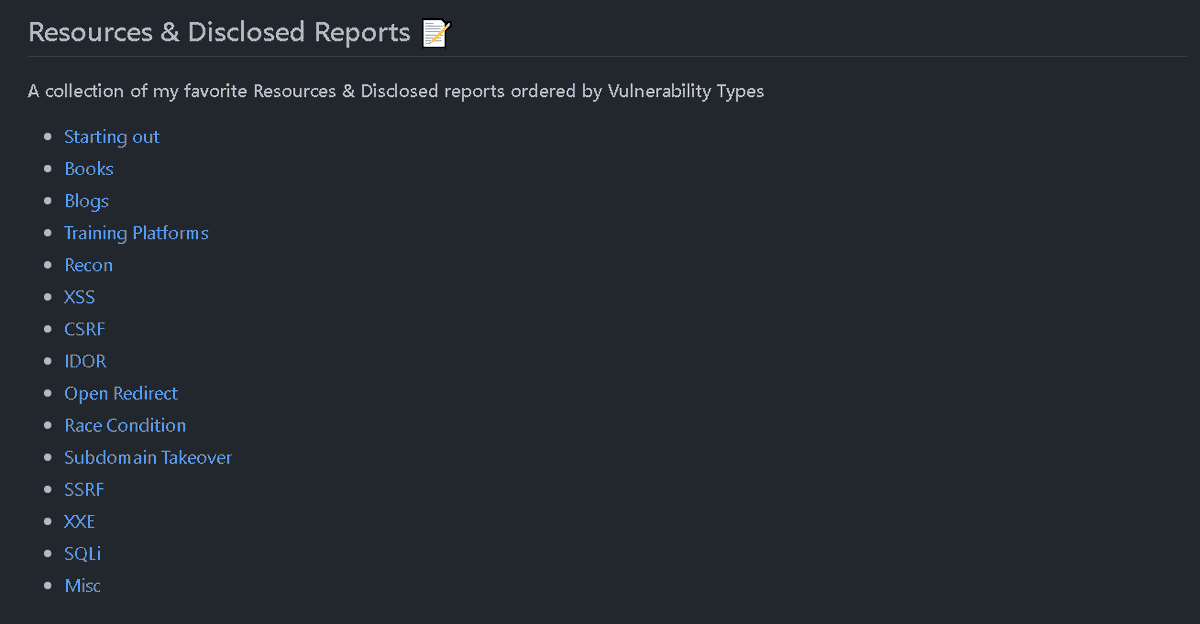 Resources & Disclosed Reports 📝
A collection of my favorite Resources & Disclosed reports ordered by Vulnerability Types
Starting out
Books
Blogs
Training Platforms
Recon
XSS
CSRF
IDOR
Open Redirect
Race Condition
Subdomain Takeover
SSRF
XXE
SQLi
Misc